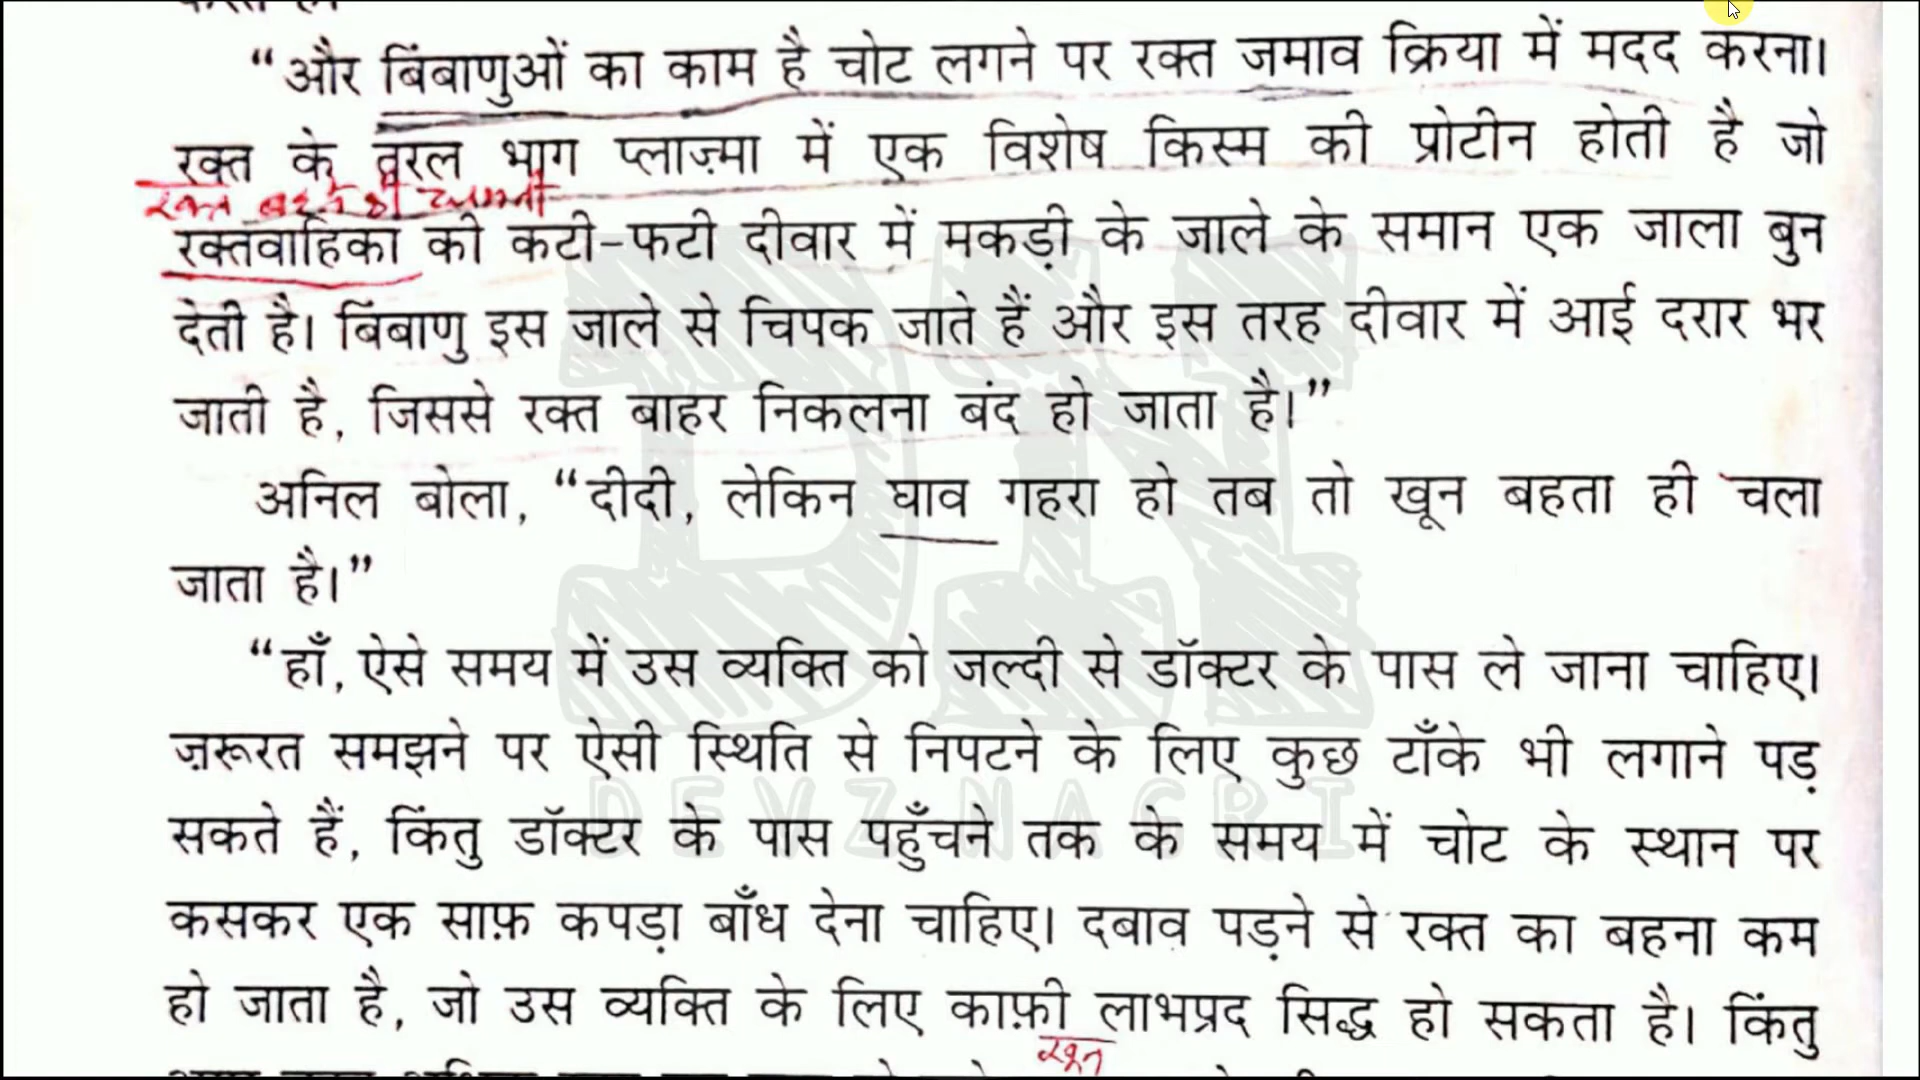 “और बिंबाणुओं का काम है चोट लगने पर रक्त जमाव क्रिया में मदद करना।
रक्त के तरल भाग प्लाज़्मा में एक विशेष किस्म की प्रोटीन होती है जो
रक्तवाहिका की कटी-फटी दीवार में मकड़ी के जाले के समान एक जाला बुन
देती है। बिंबाणु इस जाले से चिपक जाते हैं और इस तरह दीवार में आई दरार भर
जाती है, जिससे रक्त बाहर निकलना बंद हो जाता है।”
अनिल बोला, “दीदी, लेकिन घाव गहरा हो तब तो खून बहता ही चला
जाता है।”
“हाँ, ऐसे समय में उस व्यक्ति को जल्दी से डॉक्टर के पास ले जाना चाहिए।
ज़रूरत समझने पर ऐसी स्थिति से निपटने के लिए कुछ टाँके भी लगाने पड़
सकते हैं, किंतु डॉक्टर के पास पहुँचने तक के समय में चोट के स्थान पर
कसकर एक साफ़ कपड़ा बाँध देना चाहिए। दबाव पड़ने से रक्त का बहना कम
हो जाता है, जो उस व्यक्ति के लिए काफ़ी लाभप्रद सिद्ध हो सकता है। किंतु
DN
DEVZNAGRI